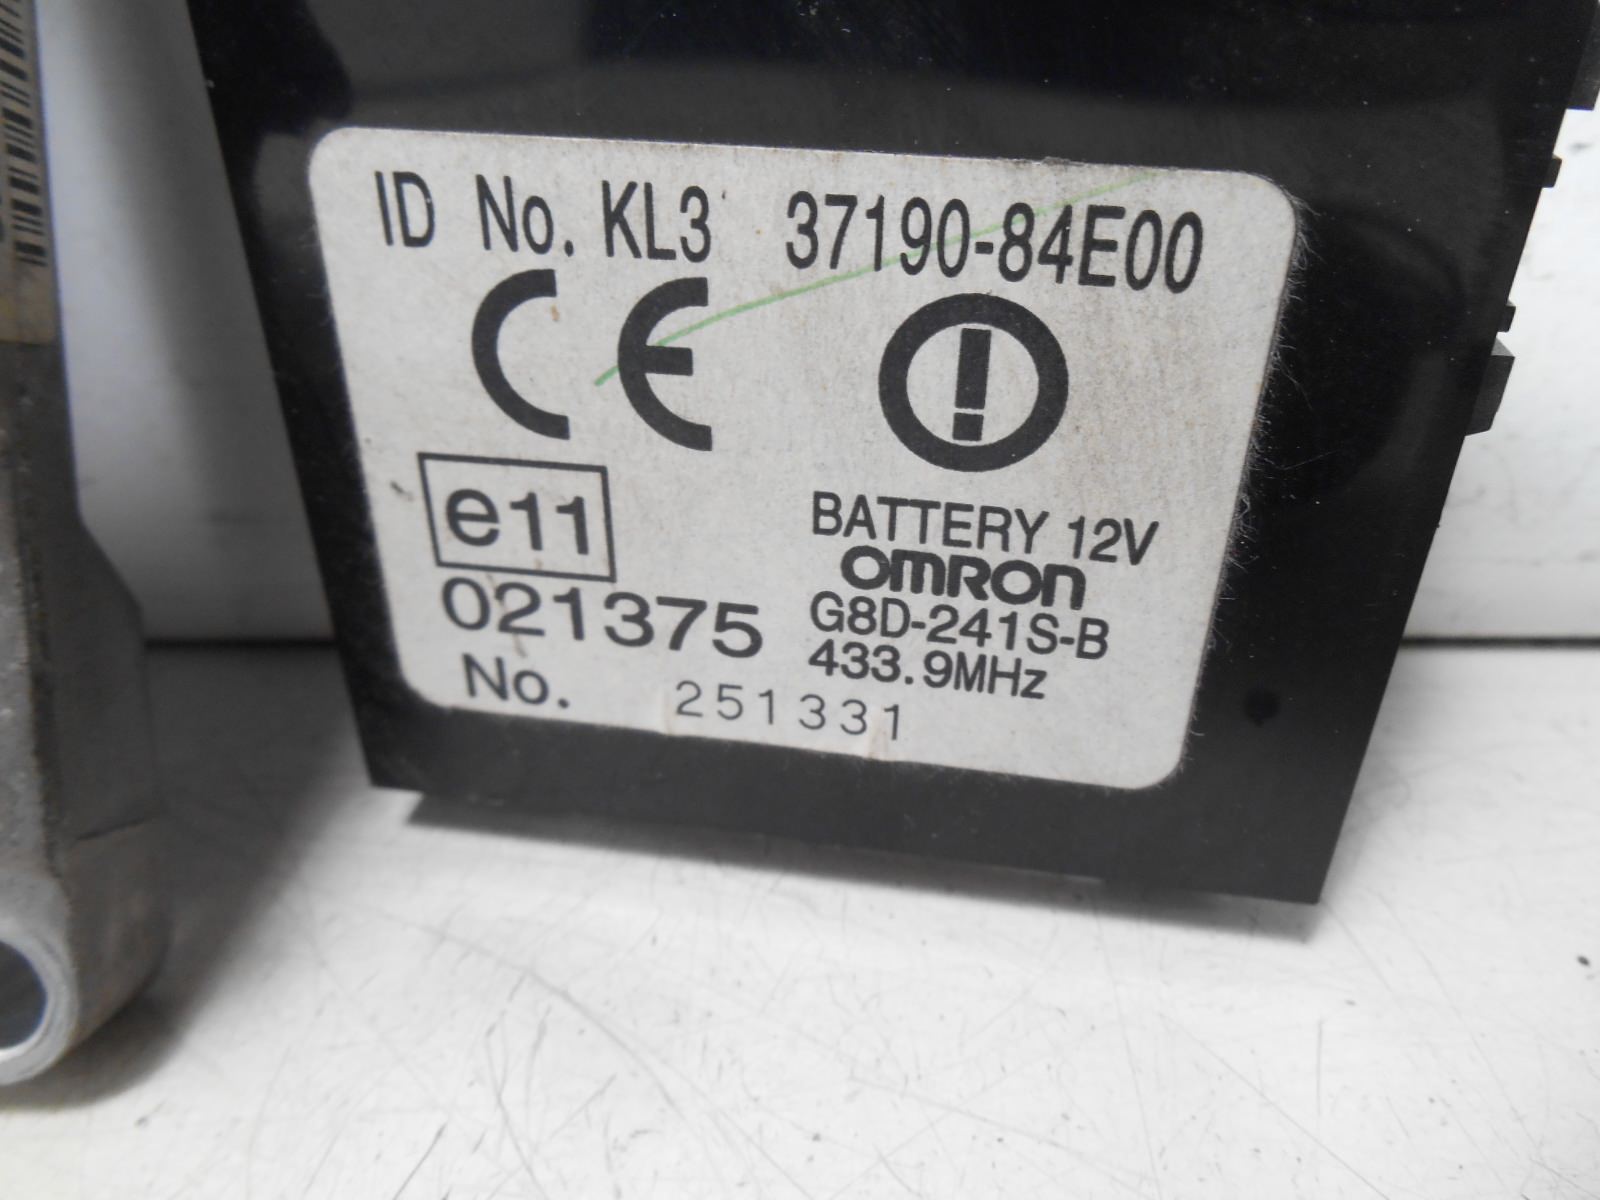 ID No. KL3 37190-84E00
CE
e11
021375
No. 251331
BATTERY 12V
OMRON
G8D-241S-B
433.9MHz